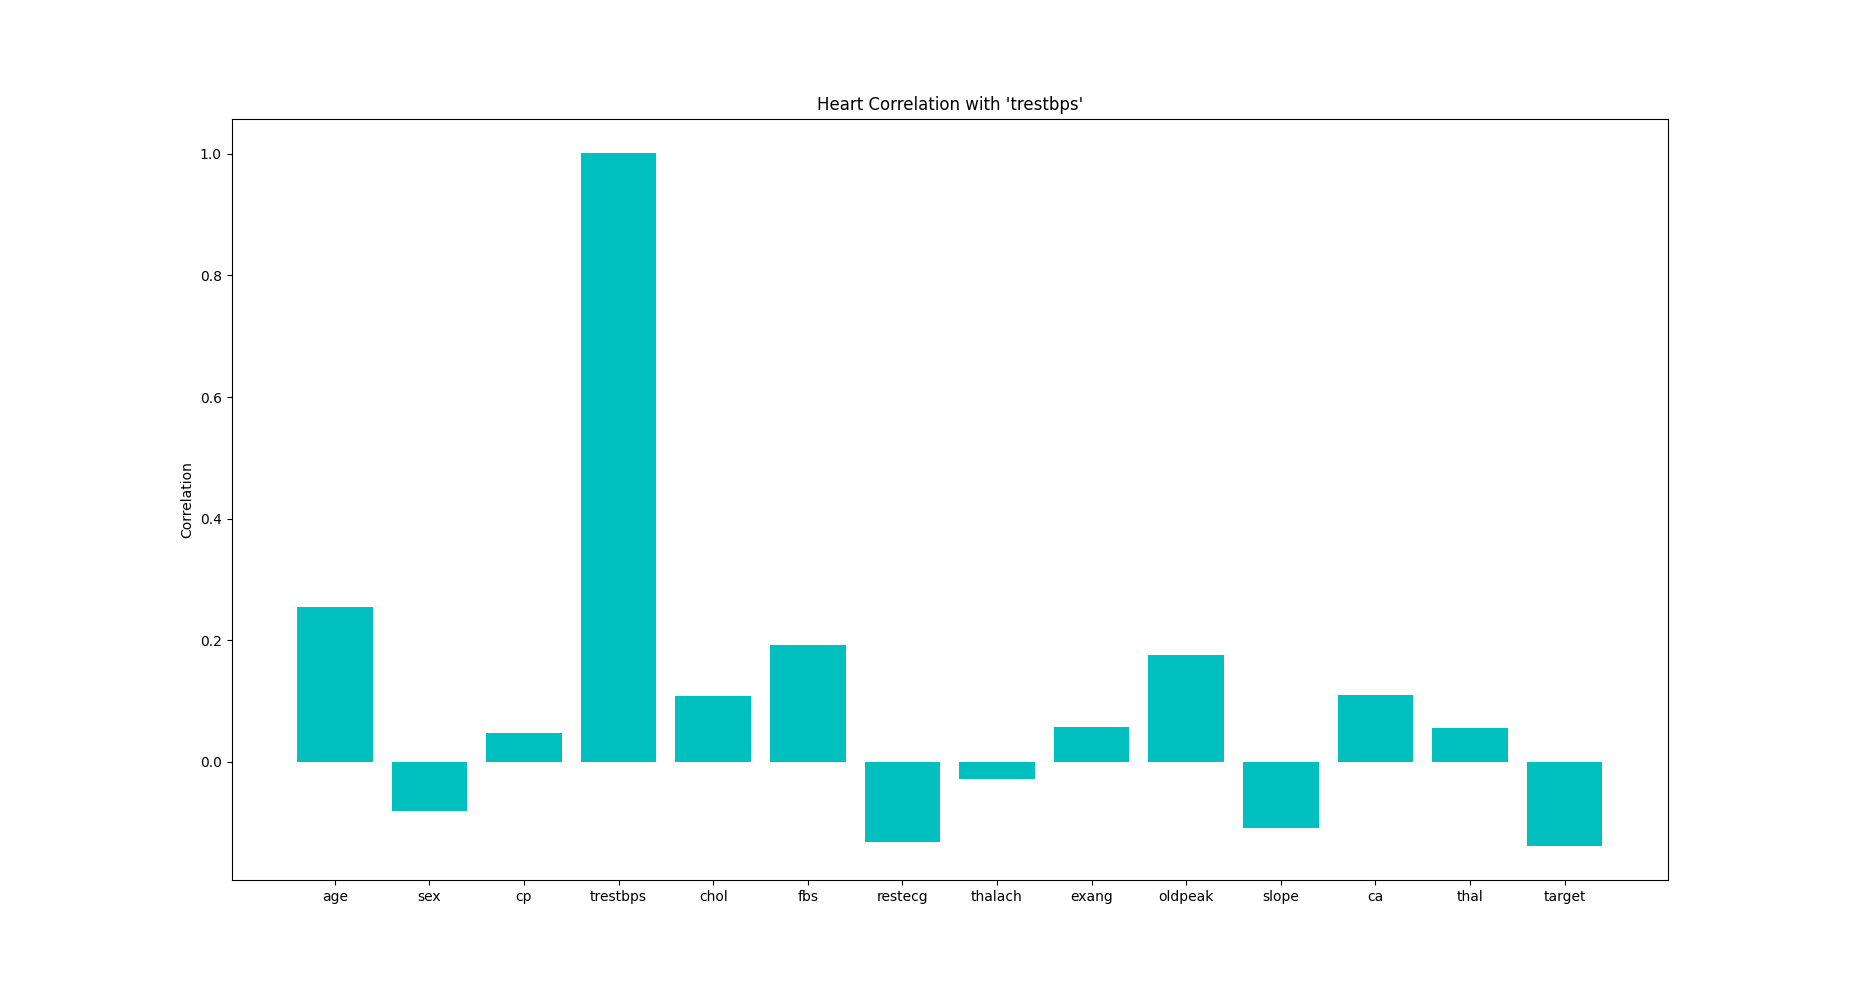 Heart Correlation with 'trestbps'
Correlation
1.0
0.8
0.6
0.4
0.2
0.0
age sex cp trestbps chol fbs restecg thalach exang oldpeak slope ca thal target